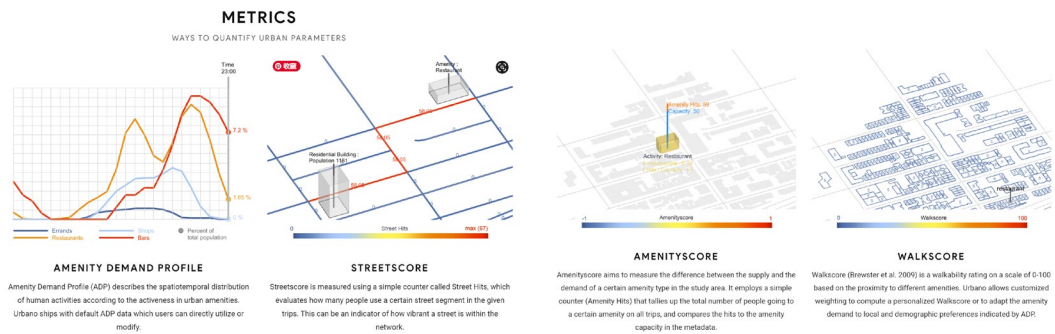 METRICS
WAYS TO QUANTIFY URBAN PARAMETERS
Time
23:00
7.2 %
1.65 %
0 %
Errands
Shops
Restaurants
Bars
Percent of
total population
AMENITY DEMAND PROFILE
Amenity Demand Profile (ADP) describes the spatiotemporal distribution
of human activities according to the activeness in urban amenities.
Urbano ships with default ADP data which users can directly utilize or
modify.
收藏
Amenity :
Restaurant
Residential Building :
Population 1181
0
Street Hits
max (67)
STREETSCORE
Streetscore is measured using a simple counter called Street Hits, which
evaluates how many people use a certain street segment in the given
trips. This can be an indicator of how vibrant a street is within the
network.
Amenity Hits: 89
Capacity: 50
Activity: Restaurant
-1
Amenityscore
1
AMENITYSCORE
Amenityscore aims to measure the difference between the supply and the
demand of a certain amenity type in the study area. It employs a simple
counter (Amenity Hits) that tallies up the total number of people going to
a certain amenity on all trips, and compares the hits to the amenity
capacity in the metadata.
restaurant
0
Walkscore
100
WALKSCORE
Walkscore (Brewster et al. 2009) is a walkability rating on a scale of 0-100
based on the proximity to different amenities. Urbano allows customized
weighting to compute a personalized Walkscore or to adapt the amenity
demand to local and demographic preferences indicated by ADP.